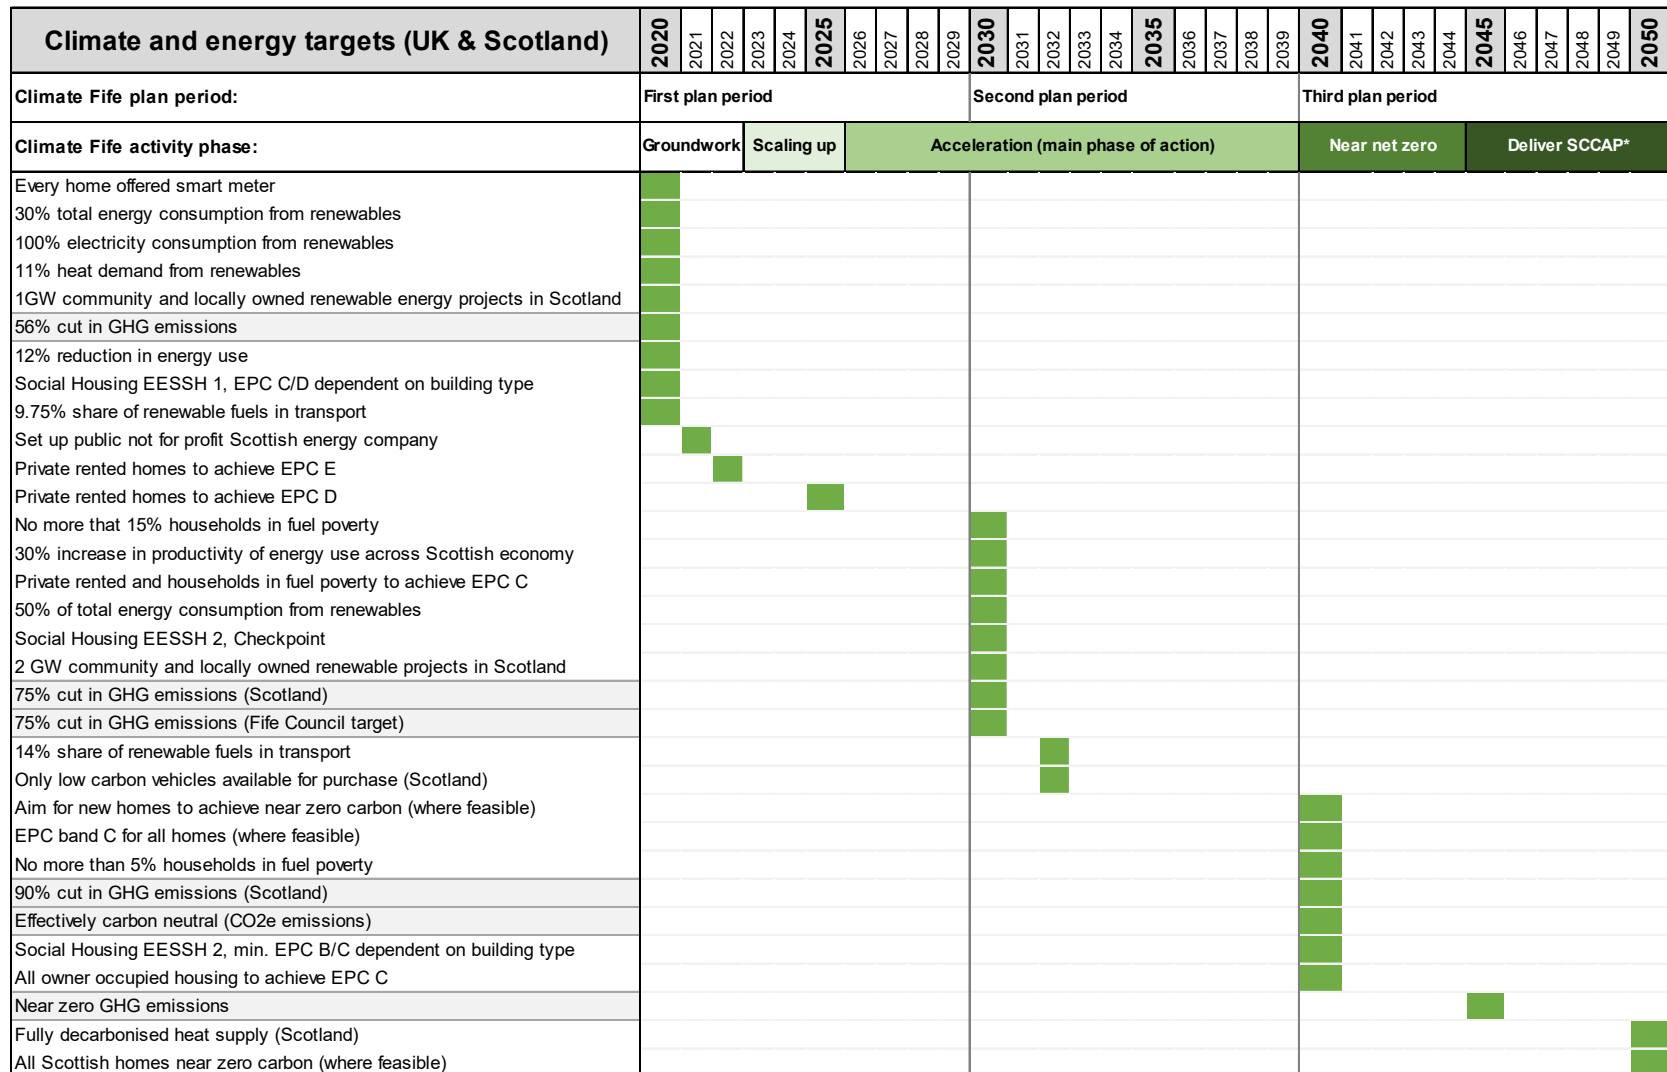 Climate and energy targets (UK & Scotland) 2020 2021 2022 2023 2024 2025 2026 2027 2028 2029 2030 2031 2032 2033 2034 2035 2036 2037 2038 2039 2040 2041 2042 2043 2044 2045 2046 2047 2048 2049 2050
Climate Fife plan period: First plan period Second plan period Third plan period
Climate Fife activity phase: Groundwork Scaling up Acceleration (main phase of action) Near net zero Deliver SCCAP*
Every home offered smart meter
30% total energy consumption from renewables
100% electricity consumption from renewables
11% heat demand from renewables
1GW community and locally owned renewable energy projects in Scotland
56% cut in GHG emissions
12% reduction in energy use
Social Housing EESSH 1, EPC C/D dependent on building type
9.75% share of renewable fuels in transport
Set up public not for profit Scottish energy company
Private rented homes to achieve EPC E
Private rented homes to achieve EPC D
No more that 15% households in fuel poverty
30% increase in productivity of energy use across Scottish economy
Private rented and households in fuel poverty to achieve EPC C
50% of total energy consumption from renewables
Social Housing EESSH 2, Checkpoint
2 GW community and locally owned renewable projects in Scotland
75% cut in GHG emissions (Scotland)
75% cut in GHG emissions (Fife Council target)
14% share of renewable fuels in transport
Only low carbon vehicles available for purchase (Scotland)
Aim for new homes to achieve near zero carbon (where feasible)
EPC band C for all homes (where feasible)
No more than 5% households in fuel poverty
90% cut in GHG emissions (Scotland)
Effectively carbon neutral (CO2e emissions)
Social Housing EESSH 2, min. EPC B/C dependent on building type
All owner occupied housing to achieve EPC C
Near zero GHG emissions
Fully decarbonised heat supply (Scotland)
All Scottish homes near zero carbon (where feasible)